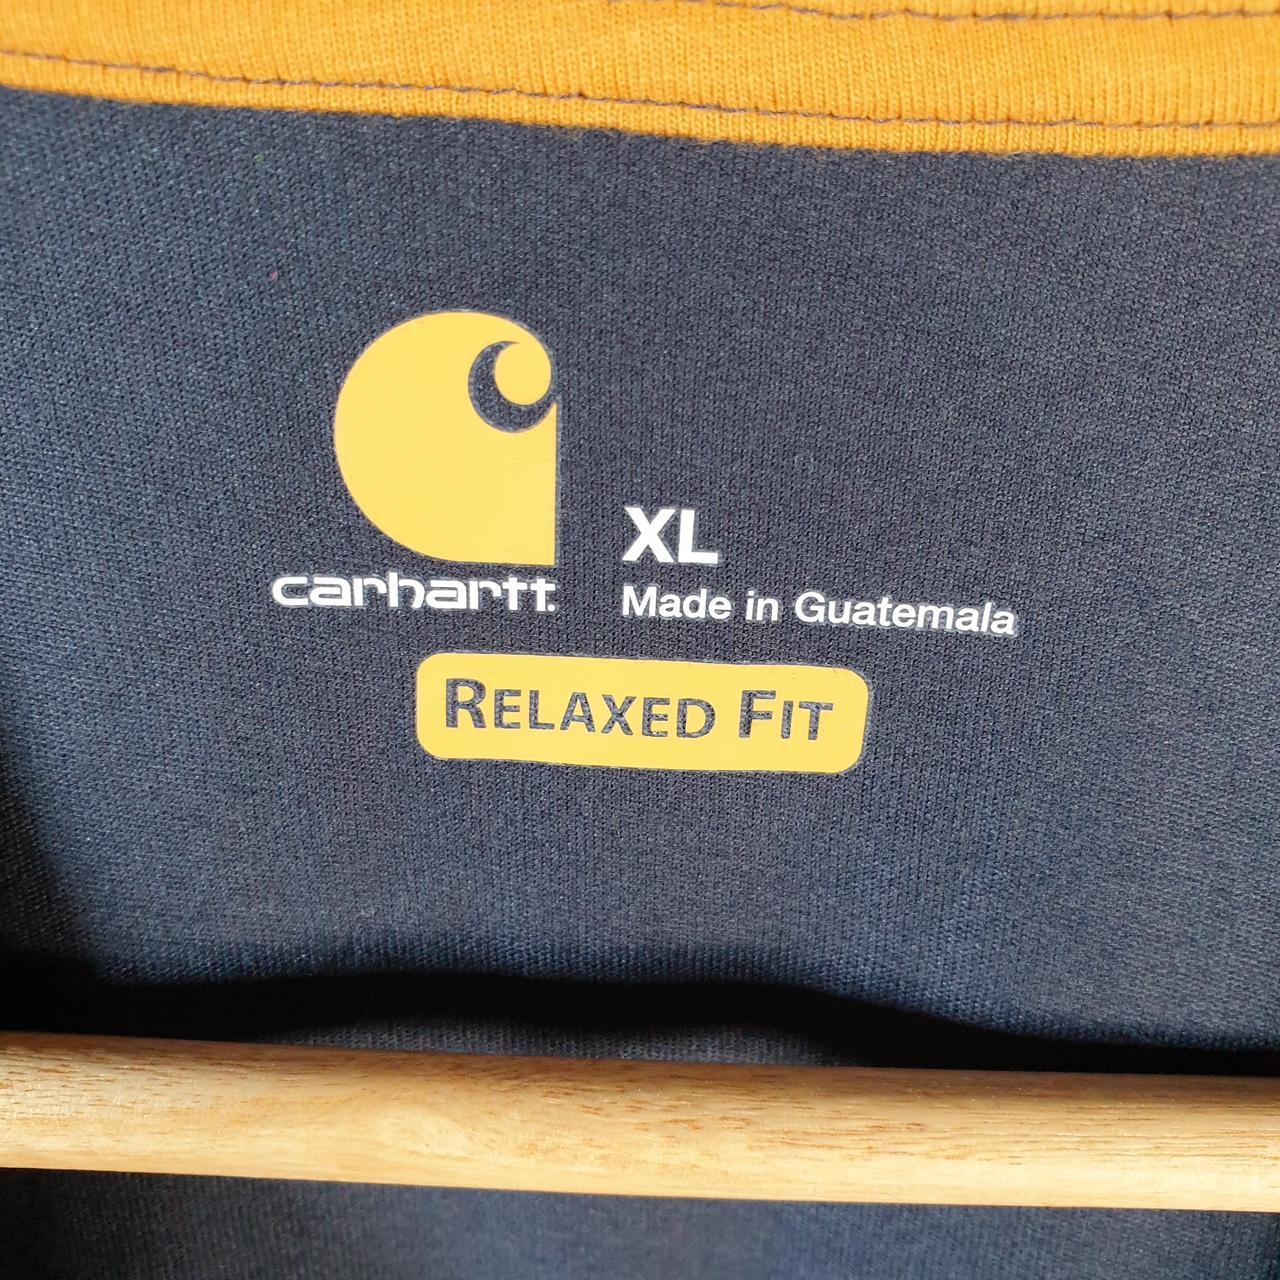 carhartt.
XL
Made in Guatemala
RELAXED FIT